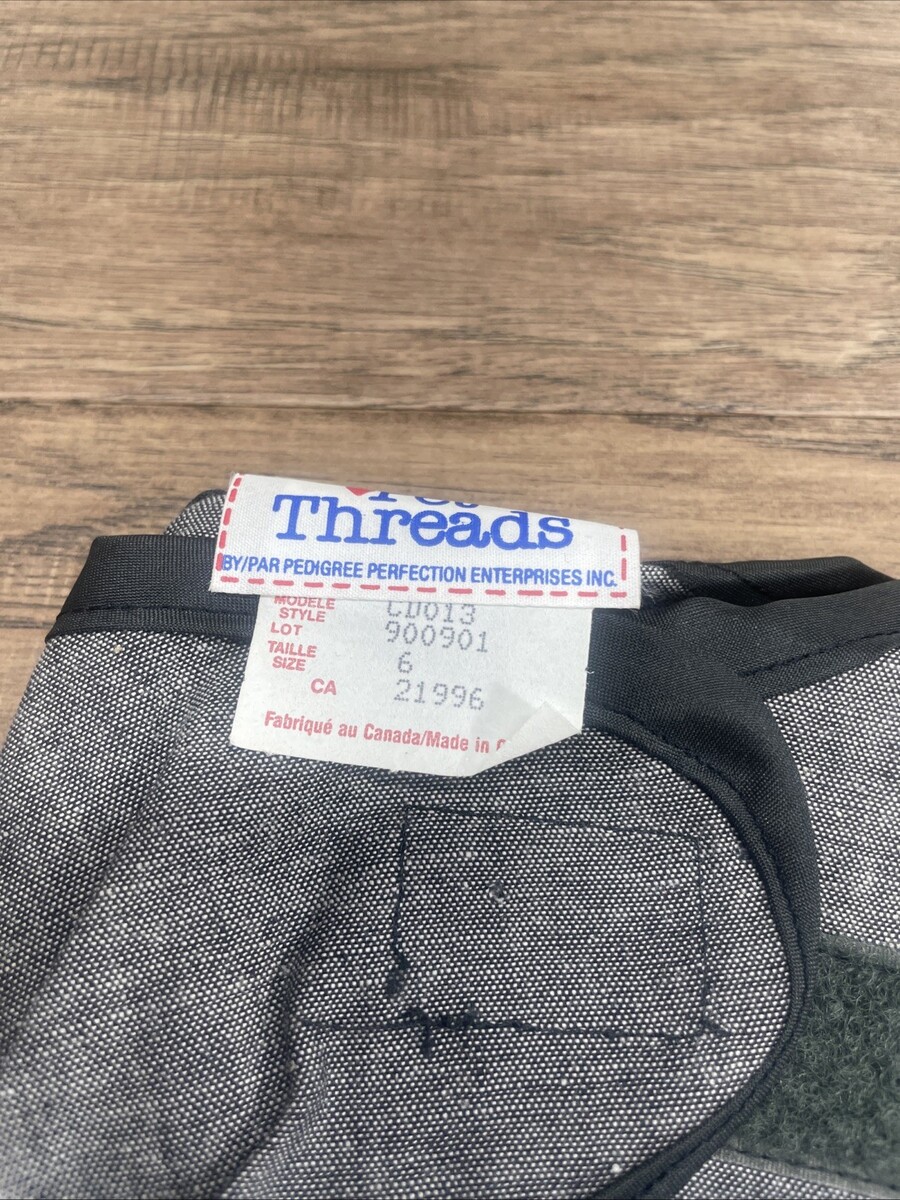 Threads
BY/PAR PEDIGREE PERFECTION ENTERPRISES INC.
MODÈLE
STYLE CD013
LOT 900901
TAILLE
SIZE 6
CA 21996
Fabriqué au Canada/Made in